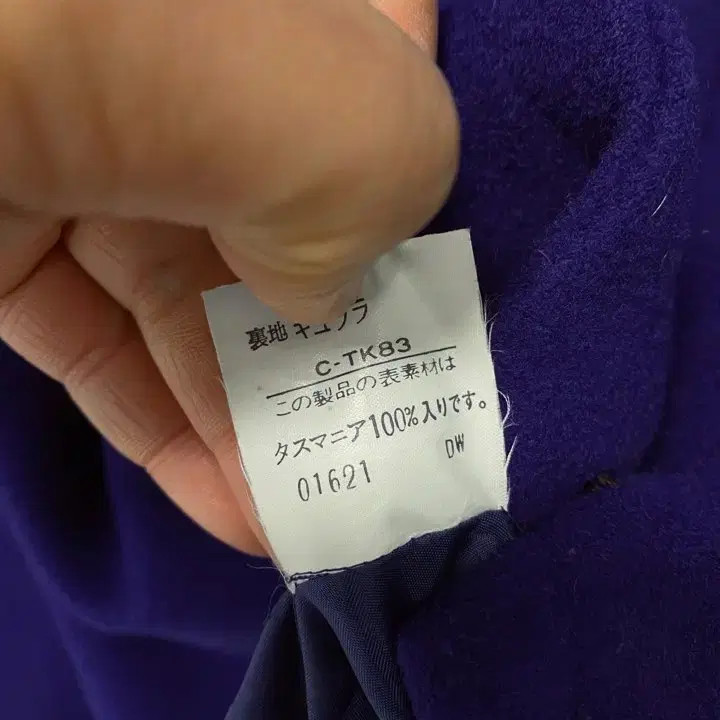 裏地 キュプラ
C-TK83
この製品の表素材は
タスマニア100%入りです。
01621 DW